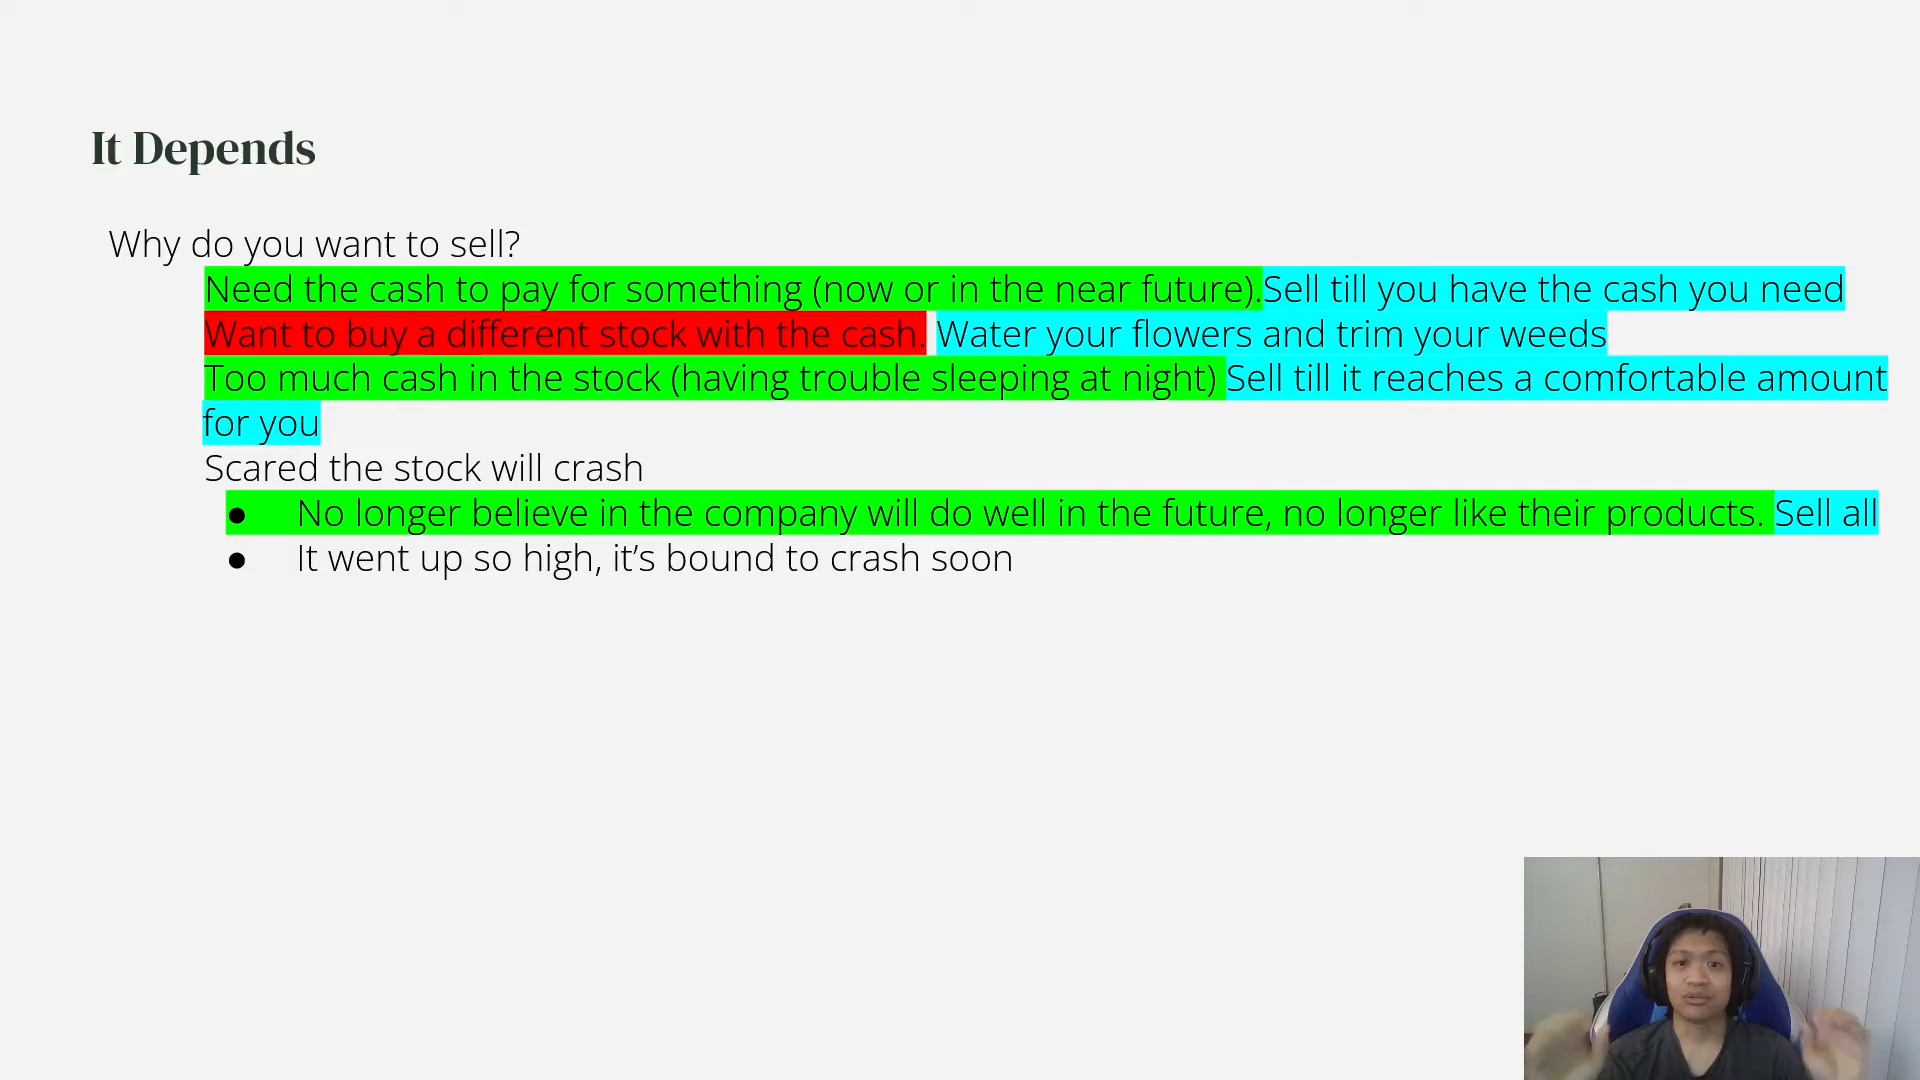 It Depends
Why do you want to sell?
Need the cash to pay for something (now or in the near future).Sell till you have the cash you need
Want to buy a different stock with the cash. Water your flowers and trim your weeds
Too much cash in the stock (having trouble sleeping at night) Sell till it reaches a comfortable amount
for you
Scared the stock will crash
● No longer believe in the company will do well in the future, no longer like their products. Sell all
● It went up so high, it’s bound to crash soon